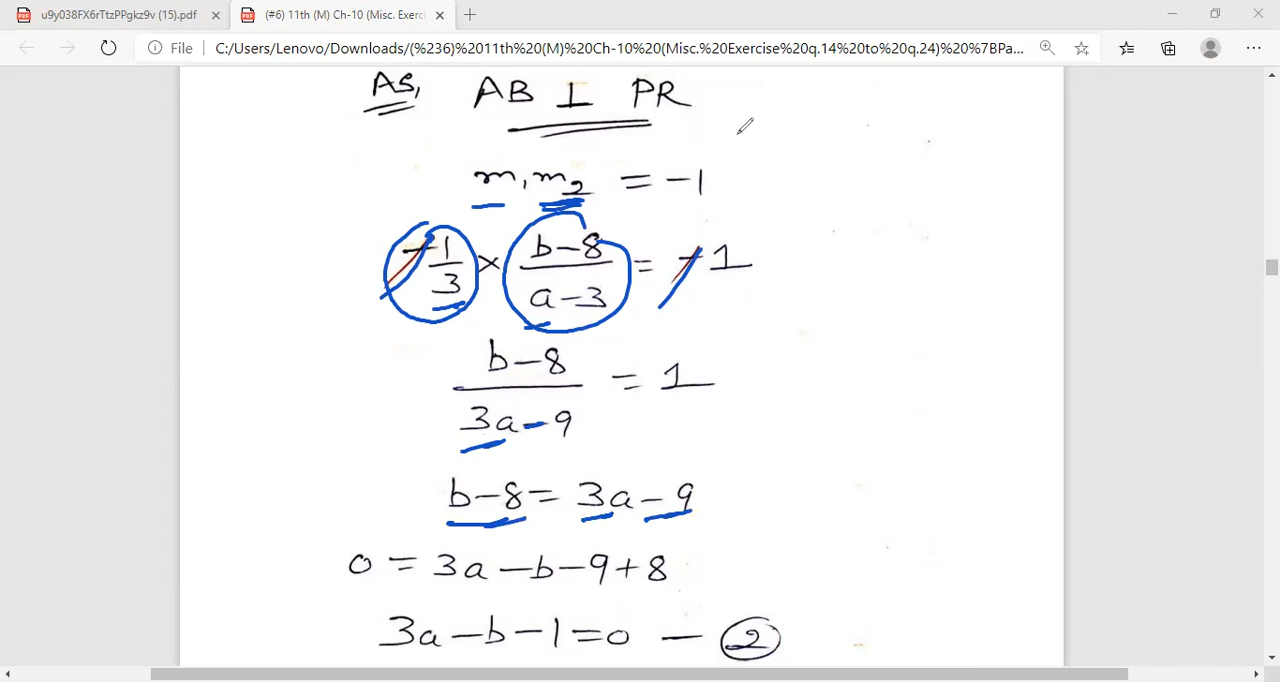 u9y038FX6rTtzPPgkz9v (15).pdf
(#6) 11th (M) Ch-10 (Misc. Exerci
File
C:/Users/Lenovo/Downloads/(%236)%2011th%20(M)%20Ch-10%20(Misc.%20Exercise%20q.14%20to%20q.24)%20%7BPa...
As, AB ⊥ PR
m₁m₂ = -1
-1/3 × (b-8)/(a-3) = -1
(b-8)/(3a-9) = 1
b-8 = 3a-9
0 = 3a-b-9+8
3a-b-1=0 — ②